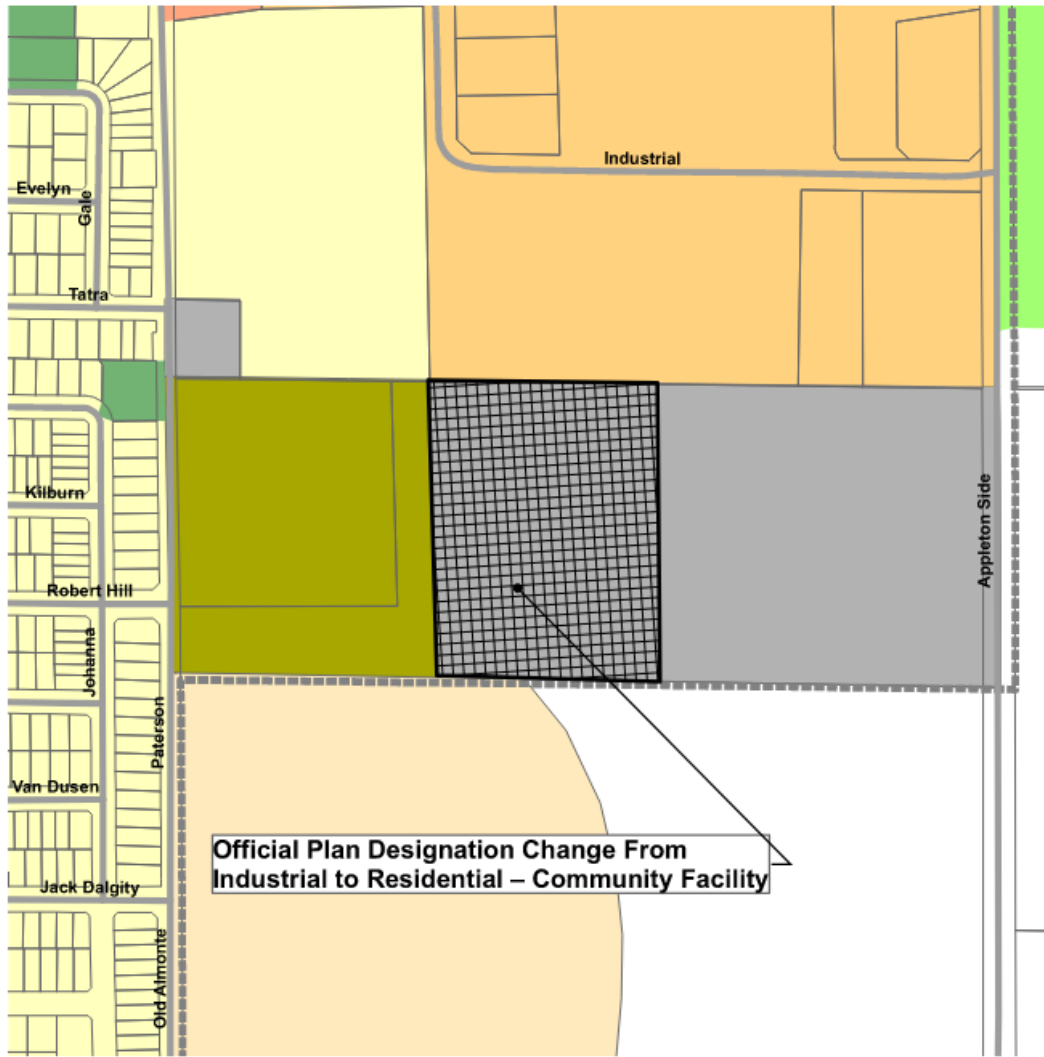 Industrial
Evelyn
Gale
Tatra
Kilburn
Appleton Side
Robert Hill
Johanna
Paterson
Van Dusen
Official Plan Designation Change From
Industrial to Residential – Community Facility
Jack Dalgity
Old Almonte